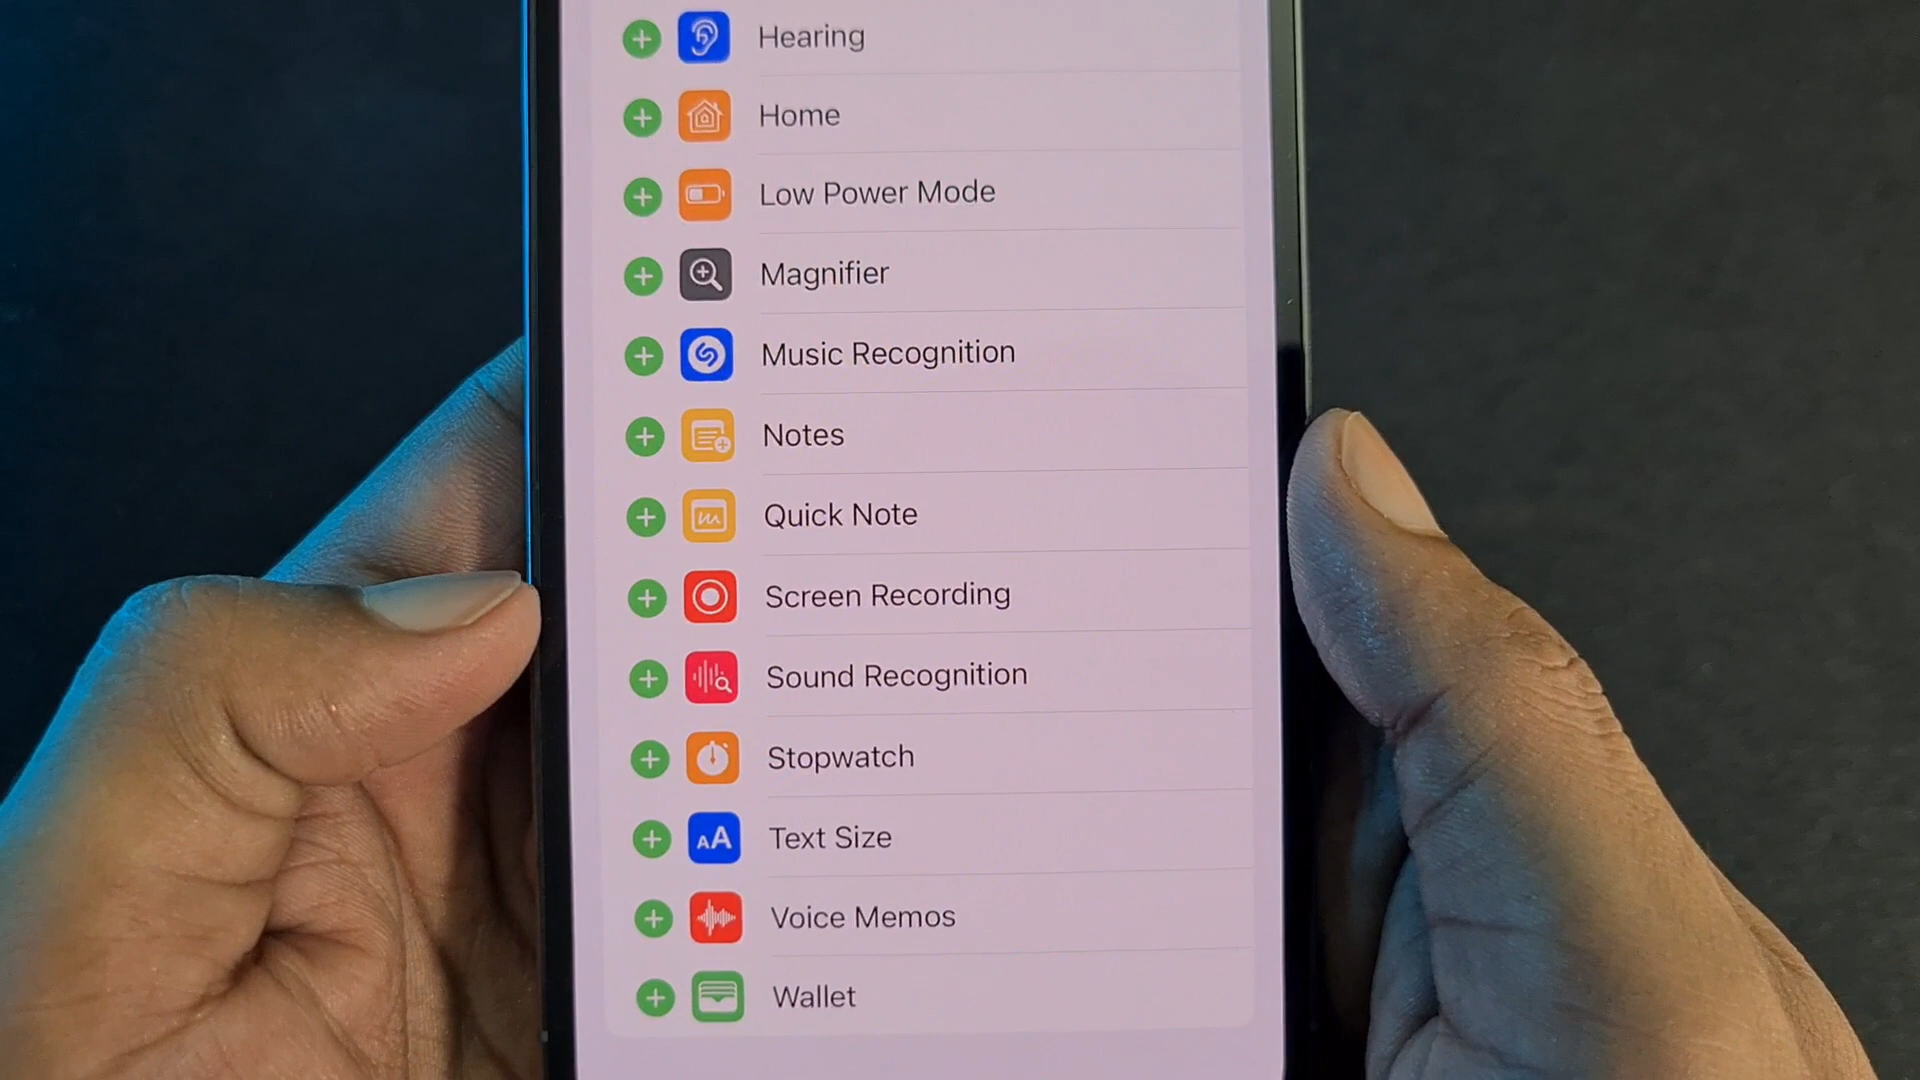 Hearing
Home
Low Power Mode
Magnifier
Music Recognition
Notes
Quick Note
Screen Recording
Sound Recognition
Stopwatch
AA Text Size
Voice Memos
Wallet